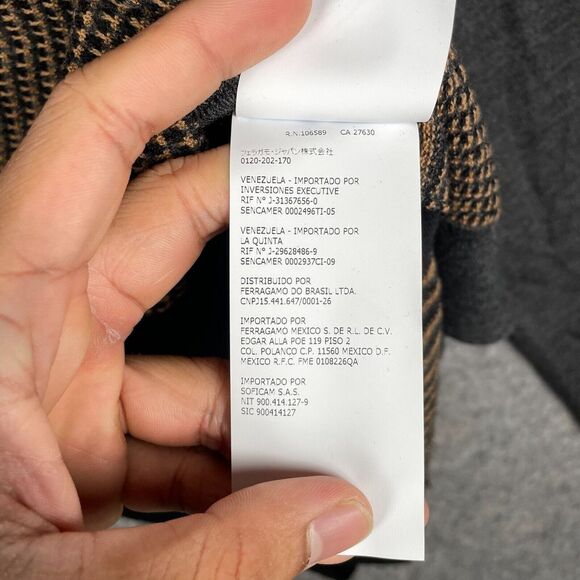 R.N.106589 CA 27630
フェラガモ・ジャパン株式会社
0120-202-170
VENEZUELA - IMPORTADO POR
INVERSIONES EXECUTIVE
RIF Nº J-31367656-0
SENCAMER 0002496TI-05
VENEZUELA - IMPORTADO POR
LA QUINTA
RIF Nº J-29628486-9
SENCAMER 0002937CI-09
DISTRIBUIDO POR
FERRAGAMO DO BRASIL LTDA.
CNPJ15.441.647/0001-26
IMPORTADO POR
FERRAGAMO MEXICO S. DE R.L. DE C.V.
EDGAR ALLA POE 119 PISO 2
COL. POLANCO C.P. 11560 MEXICO D.F.
MEXICO R.F.C. FME 0108226QA
IMPORTADO POR
SOFICAM S.A.S.
NIT 900.414.127-9
SIC 900414127